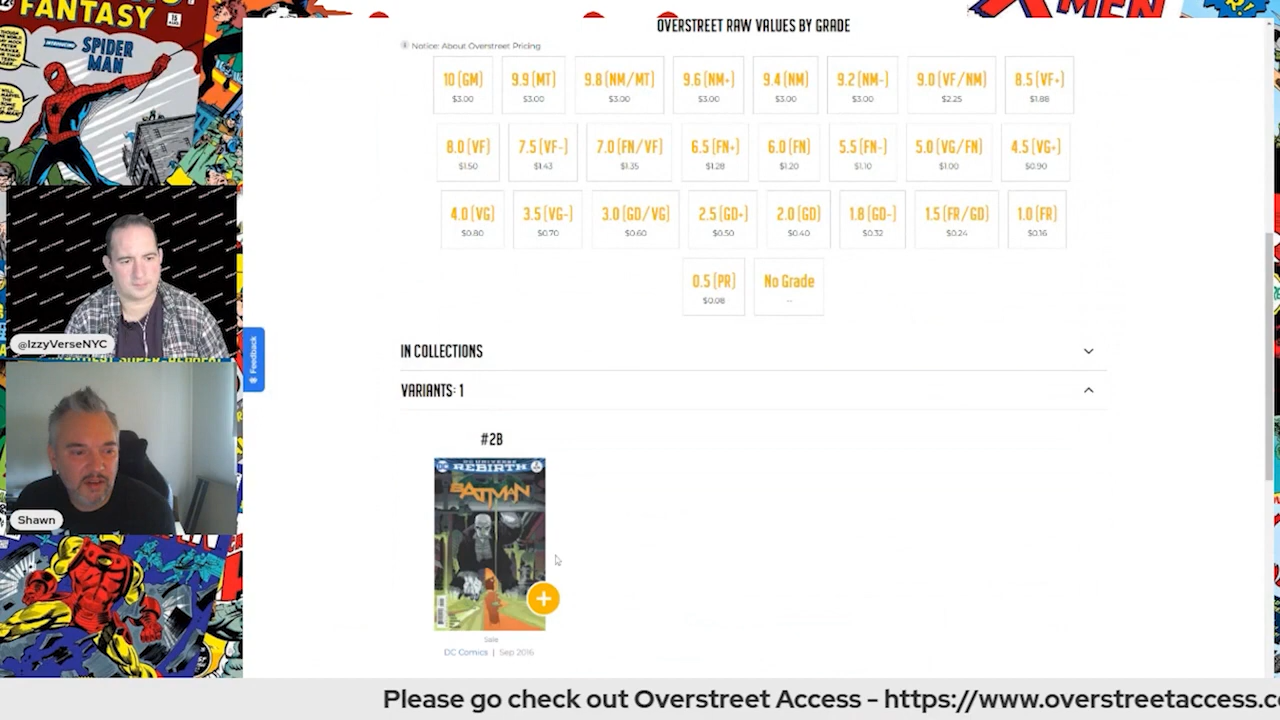 FANTASY
15
INTRODUCING
SPIDER
MAN
X-MEN
OVERSTREET RAW VALUES BY GRADE
Notice: About Overstreet Pricing
10 (GM) 9.9 (MT) 9.8 (NM/MT) 9.6 (NM+) 9.4 (NM) 9.2 (NM-) 9.0 (VF/NM) 8.5 (VF+)
$3.00 $3.00 $3.00 $3.00 $3.00 $3.00 $2.25 $1.88
8.0 (VF) 7.5 (VF-) 7.0 (FN/VF) 6.5 (FN+) 6.0 (FN) 5.5 (FN-) 5.0 (VG/FN) 4.5 (VG+)
$1.50 $1.43 $1.35 $1.28 $1.20 $1.10 $1.00 $0.90
4.0 (VG) 3.5 (VG-) 3.0 (GD/VG) 2.5 (GD+) 2.0 (GD) 1.8 (GD-) 1.5 (FR/GD) 1.0 (FR)
$0.80 $0.70 $0.60 $0.50 $0.40 $0.32 $0.24 $0.16
0.5 (PR) No Grade
$0.08 --
@IzzyVerseNYC
Feedback
IN COLLECTIONS
VARIANTS: 1
#2B
DC UNIVERSE
REBIRTH
BATMAN
Shawn
Sale
DC Comics | Sep 2016
Please go check out Overstreet Access - https://www.overstreetaccess.c